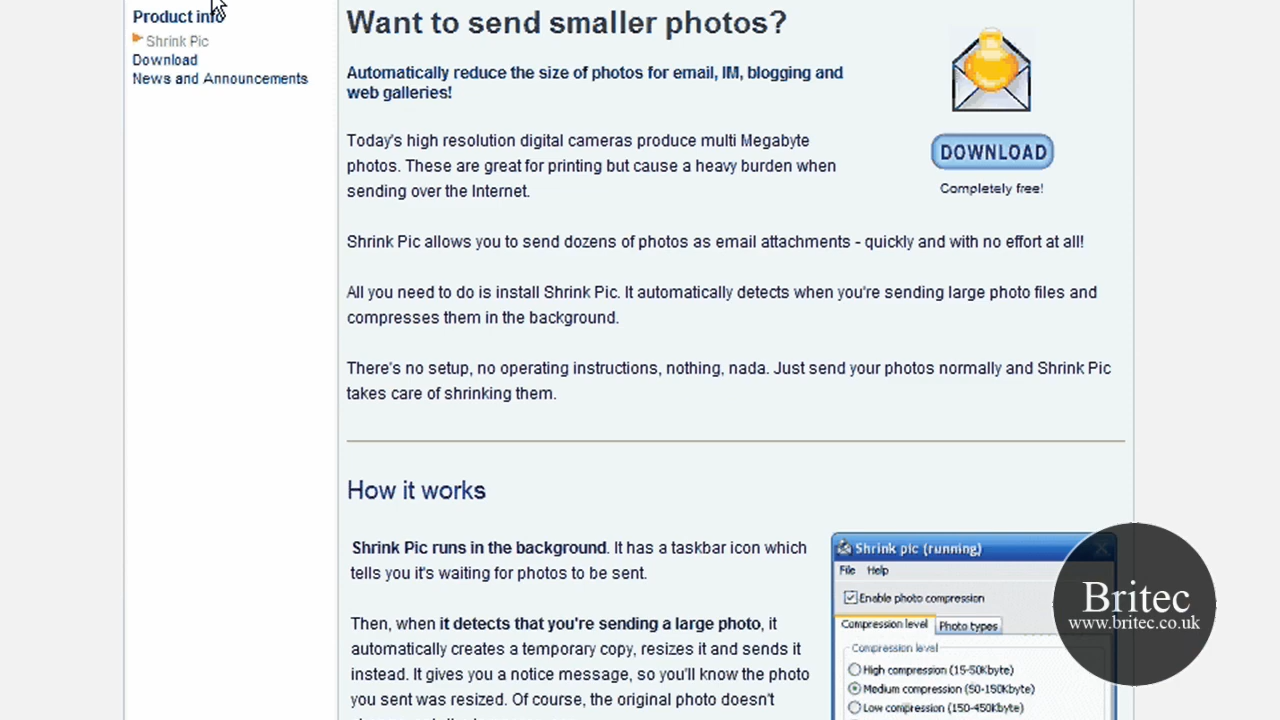 Product info
Shrink Pic
Download
News and Announcements
Want to send smaller photos?
Automatically reduce the size of photos for email, IM, blogging and
web galleries!
DOWNLOAD
Completely free!
Today's high resolution digital cameras produce multi Megabyte
photos. These are great for printing but cause a heavy burden when
sending over the Internet.
Shrink Pic allows you to send dozens of photos as email attachments - quickly and with no effort at all!
All you need to do is install Shrink Pic. It automatically detects when you're sending large photo files and
compresses them in the background.
There's no setup, no operating instructions, nothing, nada. Just send your photos normally and Shrink Pic
takes care of shrinking them.
How it works
Shrink Pic runs in the background. It has a taskbar icon which
tells you it's waiting for photos to be sent.
Then, when it detects that you're sending a large photo, it
automatically creates a temporary copy, resizes it and sends it
instead. It gives you a notice message, so you'll know the photo
you sent was resized. Of course, the original photo doesn't
Shrink pic (running)
File Help
Enable photo compression
Compression level Photo types
Compression level
High compression (15-50Kbyte)
Medium compression (50-150Kbyte)
Low compression (150-450Kbyte)
Britec
www.britec.co.uk